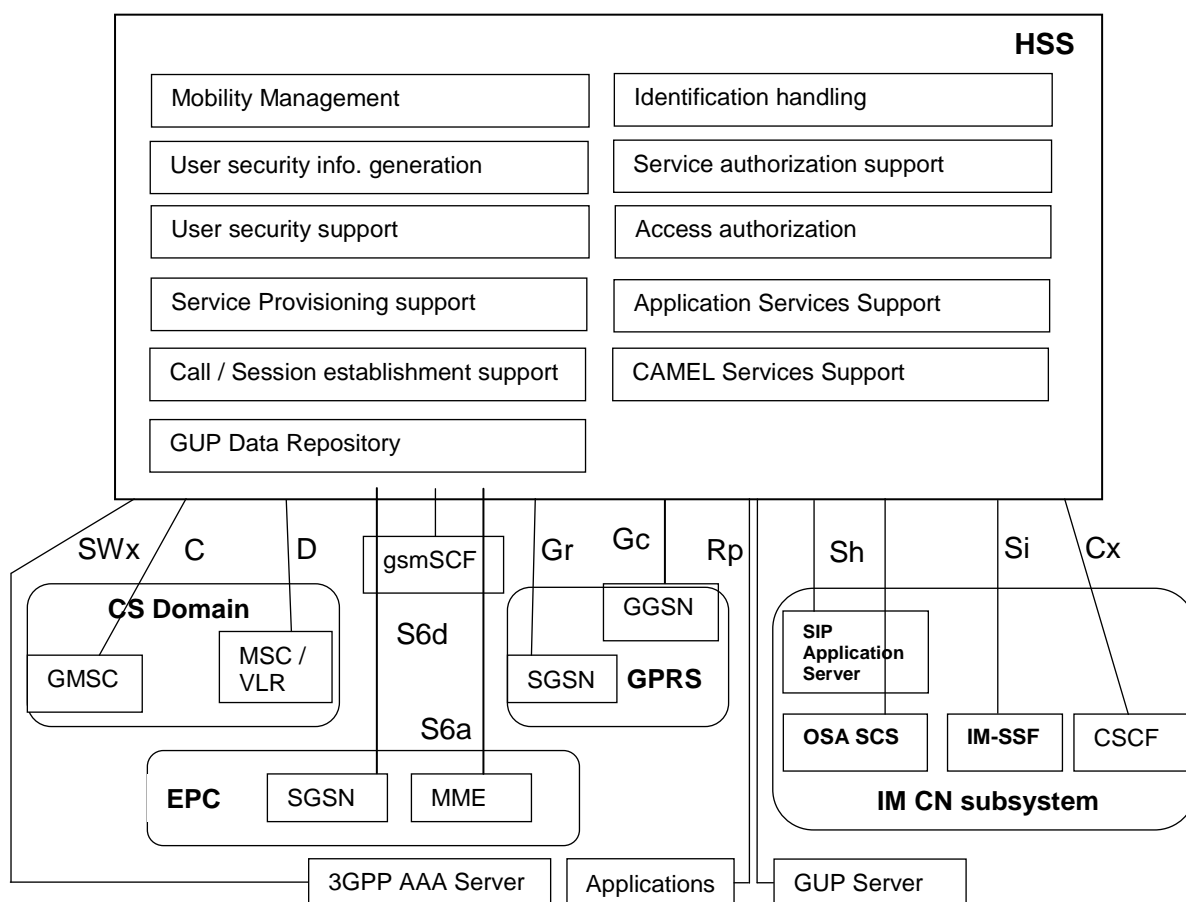 HSS
Mobility Management
Identification handling
User security info. generation
Service authorization support
User security support
Access authorization
Service Provisioning support
Application Services Support
Call / Session establishment support
CAMEL Services Support
GUP Data Repository
SWx
C
D
gsmSCF
Gr
Gc
Rp
Sh
Si
Cx
CS Domain
GMSC
MSC /
VLR
S6d
GGSN
SGSN
GPRS
SIP
Application
Server
S6a
OSA SCS
IM-SSF
CSCF
EPC
SGSN
MME
IM CN subsystem
3GPP AAA Server
Applications
GUP Server